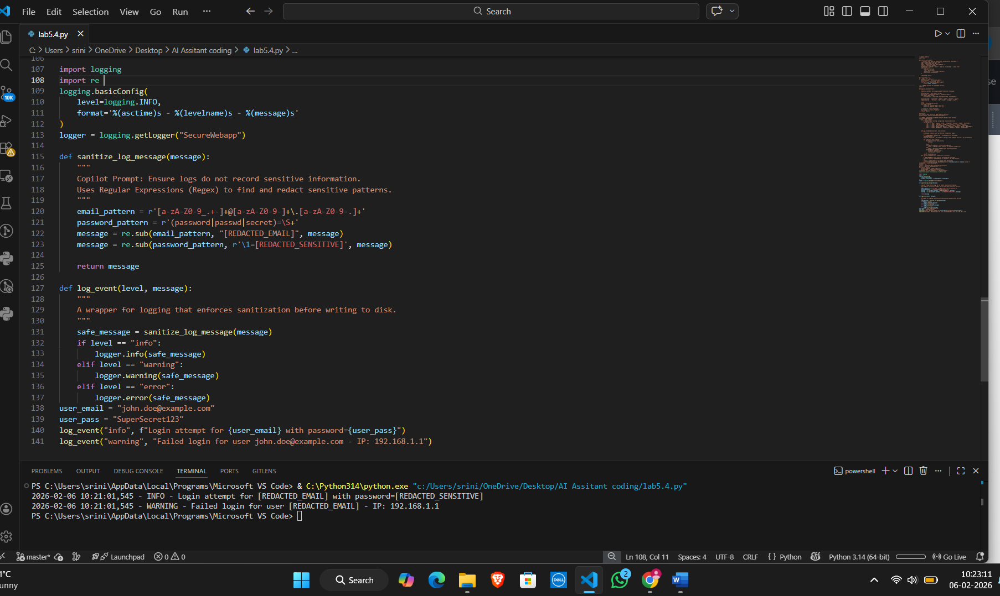 File Edit Selection View Go Run ··· Search
lab5.4.py
C: > Users > srini > OneDrive > Desktop > AI Assitant coding > lab5.4.py > ...
106
107 import logging
108 import re
109 logging.basicConfig(
110     level=logging.INFO,
111     format='%(asctime)s - %(levelname)s - %(message)s'
112 )
113 logger = logging.getLogger("SecureWebapp")
114
115 def sanitize_log_message(message):
116     """
117     Copilot Prompt: Ensure logs do not record sensitive information.
118     Uses Regular Expressions (Regex) to find and redact sensitive patterns.
119     """
120     email_pattern = r'[a-zA-Z0-9_.+-]+@[a-zA-Z0-9-]+\.[a-zA-Z0-9-.]+'
121     password_pattern = r'(password|passwd|secret)=\S+'
122     message = re.sub(email_pattern, "[REDACTED_EMAIL]", message)
123     message = re.sub(password_pattern, r'\1=[REDACTED_SENSITIVE]', message)
124
125     return message
126
127 def log_event(level, message):
128     """
129     A wrapper for logging that enforces sanitization before writing to disk.
130     """
131     safe_message = sanitize_log_message(message)
132     if level == "info":
133         logger.info(safe_message)
134     elif level == "warning":
135         logger.warning(safe_message)
136     elif level == "error":
137         logger.error(safe_message)
138 user_email = "john.doe@example.com"
139 user_pass = "SuperSecret123"
140 log_event("info", f"Login attempt for {user_email} with password={user_pass}")
141 log_event("warning", "Failed login for user john.doe@example.com - IP: 192.168.1.1")
10K
se
PROBLEMS OUTPUT DEBUG CONSOLE TERMINAL PORTS GITLENS powershell
PS C:\Users\srini\AppData\Local\Programs\Microsoft VS Code> & C:\Python314\python.exe "c:/Users/srini/OneDrive/Desktop/AI Assitant coding/lab5.4.py"
2026-02-06 10:21:01,545 - INFO - Login attempt for [REDACTED_EMAIL] with password=[REDACTED_SENSITIVE]
2026-02-06 10:21:01,545 - WARNING - Failed login for user [REDACTED_EMAIL] - IP: 192.168.1.1
PS C:\Users\srini\AppData\Local\Programs\Microsoft VS Code>
master* Launchpad 0 0 Ln 108, Col 11 Spaces: 4 UTF-8 CRLF { } Python Python 3.14 (64-bit) Go Live
1°C
unny
Search
DELL
2
10:23:11
06-02-2026